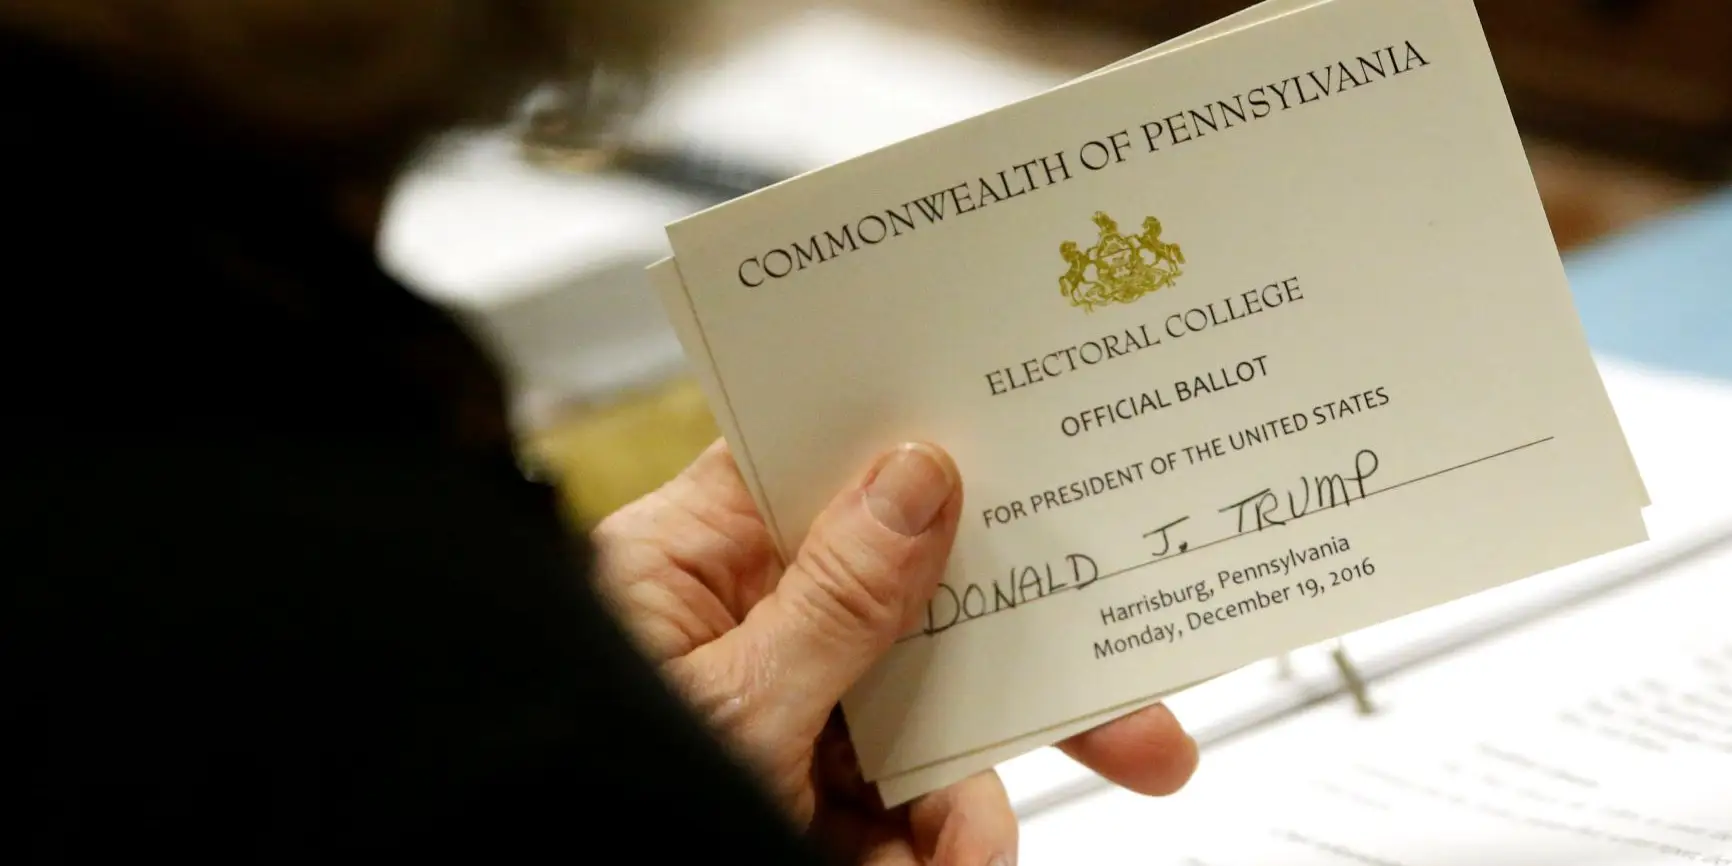 COMMONWEALTH OF PENNSYLVANIA
ELECTORAL COLLEGE
OFFICIAL BALLOT
FOR PRESIDENT OF THE UNITED STATES
DONALD J. TRUMP
Harrisburg, Pennsylvania
Monday, December 19, 2016